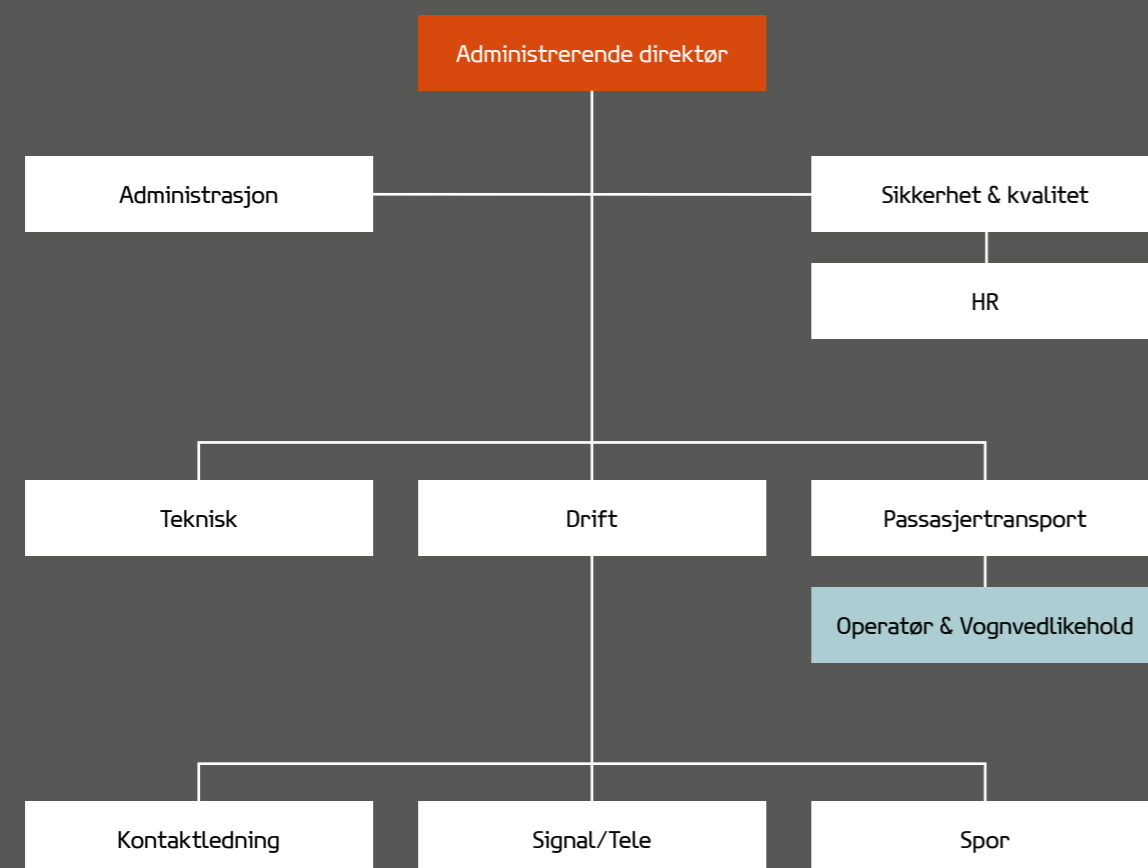 Administrerende direktør
Administrasjon
Sikkerhet & kvalitet
HR
Teknisk
Drift
Passasjertransport
Operatør & Vognvedlikehold
Kontaktledning
Signal/Tele
Spor